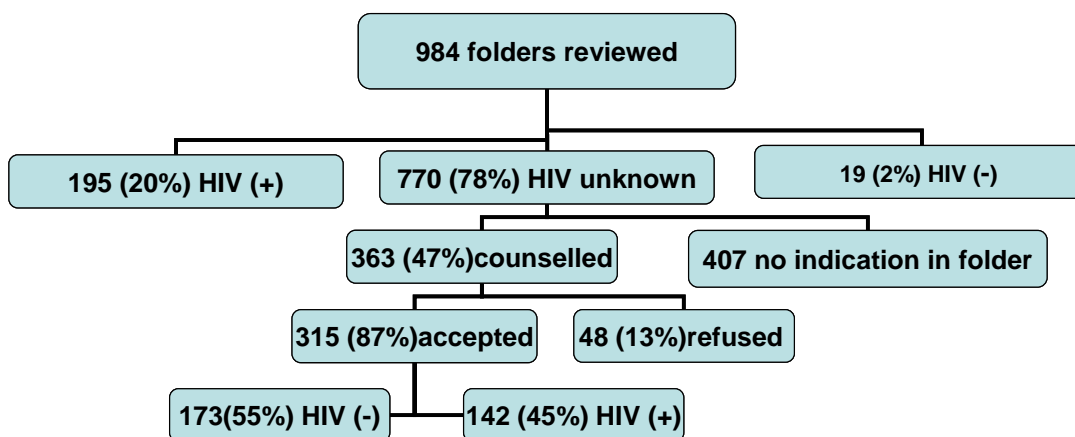 984 folders reviewed
195 (20%) HIV (+)
770 (78%) HIV unknown
19 (2%) HIV (-)
363 (47%)counselled
407 no indication in folder
315 (87%)accepted
48 (13%)refused
173(55%) HIV (-)
142 (45%) HIV (+)